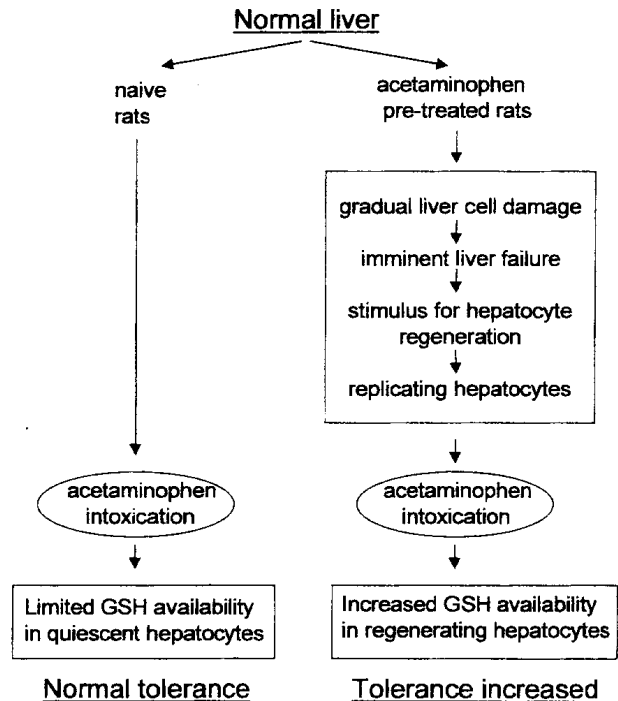 Normal liver
naive
rats
acetaminophen
pre-treated rats
gradual liver cell damage
imminent liver failure
stimulus for hepatocyte
regeneration
replicating hepatocytes
acetaminophen
intoxication
acetaminophen
intoxication
Limited GSH availability
in quiescent hepatocytes
Increased GSH availability
in regenerating hepatocytes
Normal tolerance
Tolerance increased